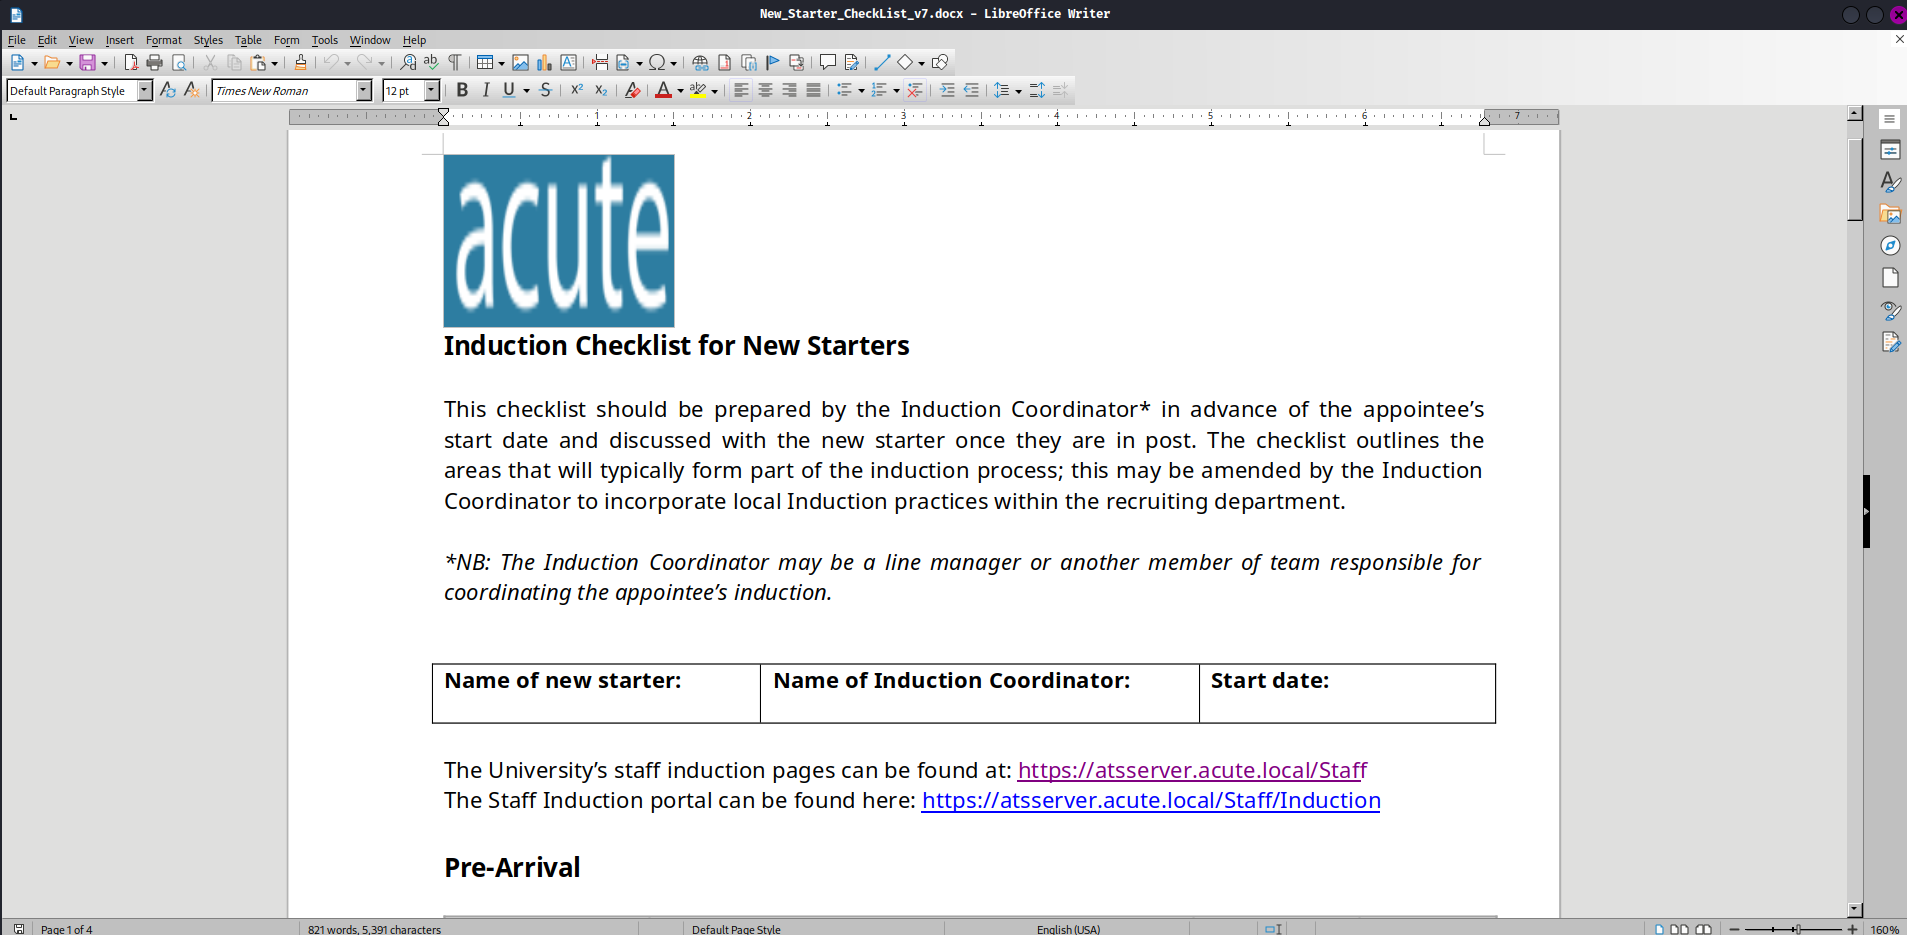 New_Starter_CheckList_v7.docx - LibreOffice Writer
File Edit View Insert Format Styles Table Form Tools Window Help
Default Paragraph Style Times New Roman 12 pt
1 2 3 4 5 6 7
acute
Induction Checklist for New Starters
This checklist should be prepared by the Induction Coordinator* in advance of the appointee’s
start date and discussed with the new starter once they are in post. The checklist outlines the
areas that will typically form part of the induction process; this may be amended by the Induction
Coordinator to incorporate local Induction practices within the recruiting department.
*NB: The Induction Coordinator may be a line manager or another member of team responsible for
coordinating the appointee’s induction.
Name of new starter: Name of Induction Coordinator: Start date:
The University’s staff induction pages can be found at: https://atsserver.acute.local/Staff
The Staff Induction portal can be found here: https://atsserver.acute.local/Staff/Induction
Pre-Arrival
Page 1 of 4 821 words, 5,391 characters Default Page Style English (USA) 160%